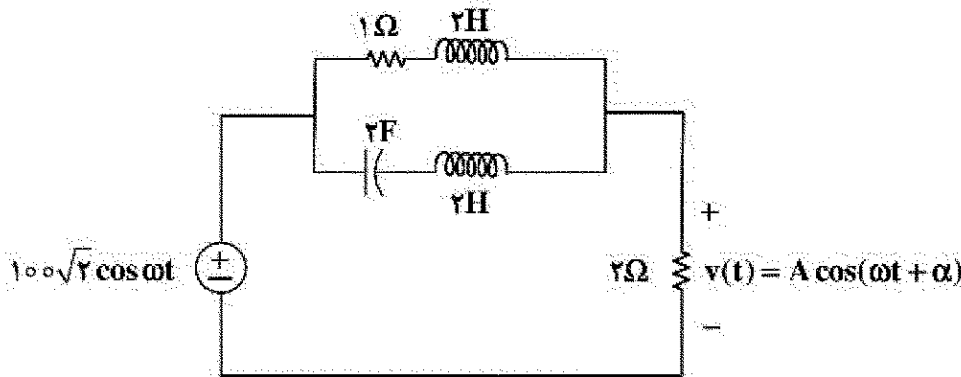 ۱Ω
۲H
۲F
۲H
+
۱۰۰√۲ cos ωt
+
−
۲Ω
v(t) = A cos(ωt + α)
−